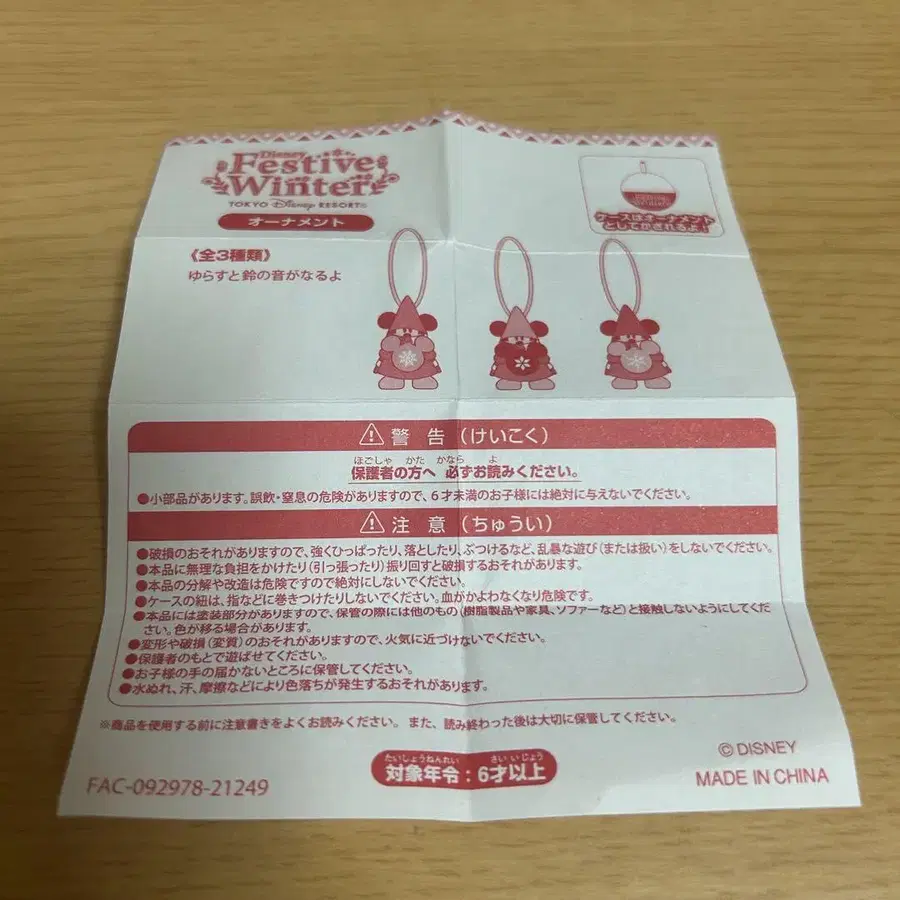 Disney
Festive
Winter
TOKYO Disney RESORT®
オーナメント
ケースはオーナメント
としてかざれるよ！
《全3種類》
ゆらすと鈴の音がなるよ
⚠警 告（けいこく）
ほごしゃ かた かなら よ
保護者の方へ 必ずお読みください。
●小部品があります。誤飲・窒息の危険がありますので、6才未満のお子様には絶対に与えないでください。
⚠注 意（ちゅうい）
●破損のおそれがありますので、強くひっぱったり、落としたり、ぶつけるなど、乱暴な遊び（または扱い）をしないでください。
●本品に無理な負担をかけたり（引っ張ったり）振り回すと破損するおそれがあります。
●本品の分解や改造は危険ですので絶対にしないでください。
●ケースの紐は、指などに巻きつけたりしないでください。血がかよわなくなり危険です。
●本品には塗装部分がありますので、保管の際には他のもの（樹脂製品や家具、ソファーなど）と接触しないようにしてくだ
さい。色が移る場合があります。
●変形や破損（変質）のおそれがありますので、火気に近づけないでください。
●保護者のもとで遊ばせてください。
●お子様の手の届かないところに保管してください。
●水ぬれ、汗、摩擦などにより色落ちが発生するおそれがあります。
※商品を使用する前に注意書きをよくお読みください。また、読み終わった後は大切に保管してください。
たいしょうねんれい さい いじょう
対象年令：6才以上
FAC-092978-21249
© DISNEY
MADE IN CHINA